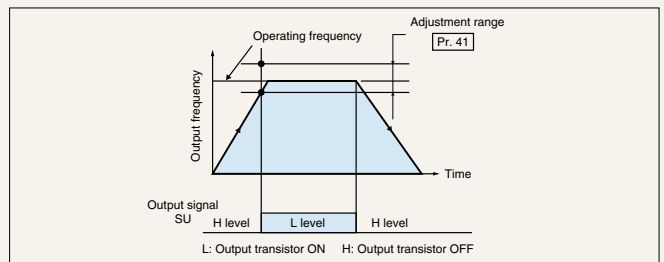 Adjustment range
Operating frequency
Pr. 41
Output frequency
Time
Output signal
SU
H level
L level
H level
L: Output transistor ON H: Output transistor OFF